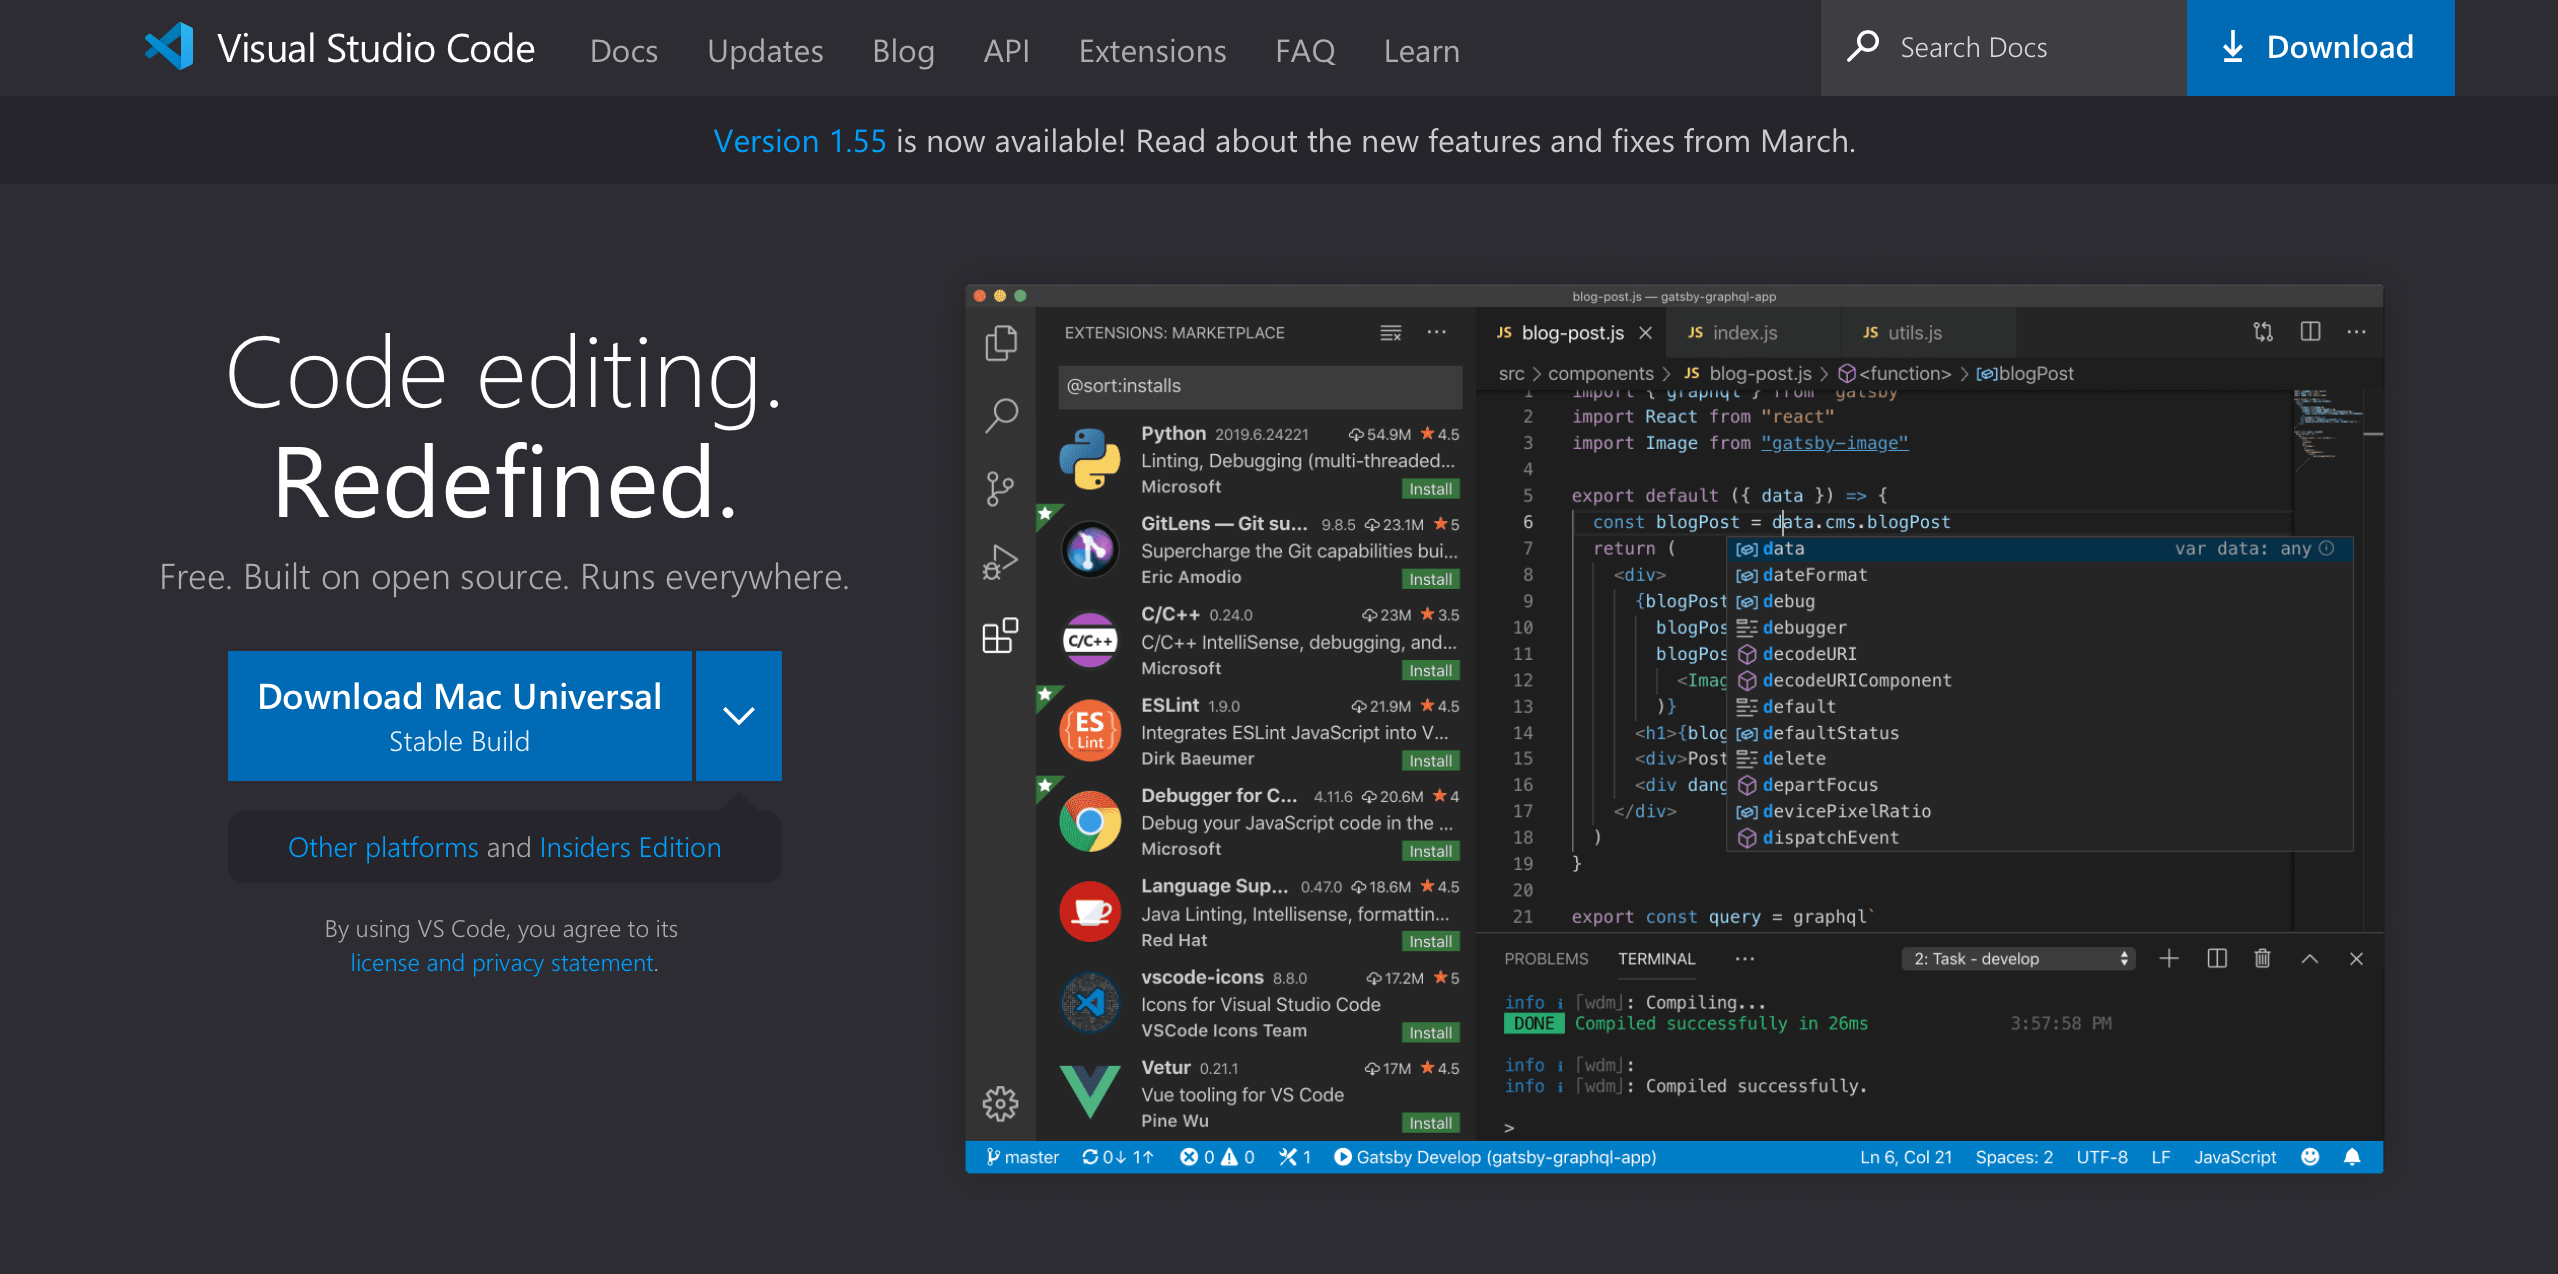 Visual Studio Code Docs Updates Blog API Extensions FAQ Learn Search Docs Download
Version 1.55 is now available! Read about the new features and fixes from March.
Code editing.
Redefined.
Free. Built on open source. Runs everywhere.
Download Mac Universal
Stable Build
Other platforms and Insiders Edition
By using VS Code, you agree to its
license and privacy statement.
blog-post.js — gatsby-graphql-app
EXTENSIONS: MARKETPLACE
@sort:installs
Python 2019.6.24221 54.9M 4.5
Linting, Debugging (multi-threaded...
Microsoft Install
GitLens — Git su... 9.8.5 23.1M 5
Supercharge the Git capabilities bui...
Eric Amodio Install
C/C++
C/C++ 0.24.0 23M 3.5
C/C++ IntelliSense, debugging, and...
Microsoft Install
ES
Lint
ESLint 1.9.0 21.9M 4.5
Integrates ESLint JavaScript into V...
Dirk Baeumer Install
Debugger for C... 4.11.6 20.6M 4
Debug your JavaScript code in the ...
Microsoft Install
Language Sup... 0.47.0 18.6M 4.5
Java Linting, Intellisense, formattin...
Red Hat Install
vscode-icons 8.8.0 17.2M 5
Icons for Visual Studio Code
VSCode Icons Team Install
Vetur 0.21.1 17M 4.5
Vue tooling for VS Code
Pine Wu Install
JS blog-post.js JS index.js JS utils.js
src > components > JS blog-post.js > <function> > blogPost
1 import { graphql } from "gatsby"
2 import React from "react"
3 import Image from "gatsby-image"
4
5 export default ({ data }) => {
6 const blogPost = data.cms.blogPost
7 return (
8 <div>
9 {blogPost
10 blogPos
11 blogPos
12 <Imag
13 )}
14 <h1>{blog
15 <div>Post
16 <div dang
17 </div>
18 )
19 }
20
21 export const query = graphql`
data var data: any
dateFormat
debug
debugger
decodeURI
decodeURIComponent
default
defaultStatus
delete
departFocus
devicePixelRatio
dispatchEvent
PROBLEMS TERMINAL ... 2: Task - develop
info i ｢wdm｣: Compiling...
DONE Compiled successfully in 26ms 3:57:58 PM
info i ｢wdm｣:
info i ｢wdm｣: Compiled successfully.
>
master 0↓ 1↑ 0 0 1 Gatsby Develop (gatsby-graphql-app) Ln 6, Col 21 Spaces: 2 UTF-8 LF JavaScript